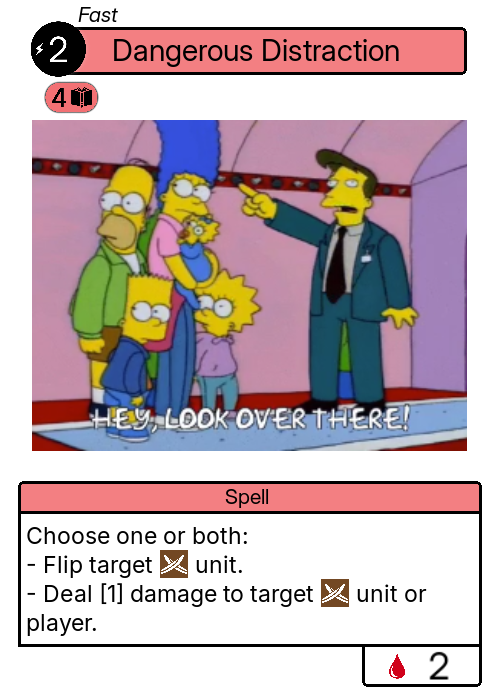 Fast
2 Dangerous Distraction
4
HEY, LOOK OVER THERE!
Spell
Choose one or both:
- Flip target unit.
- Deal [1] damage to target unit or
player.
2